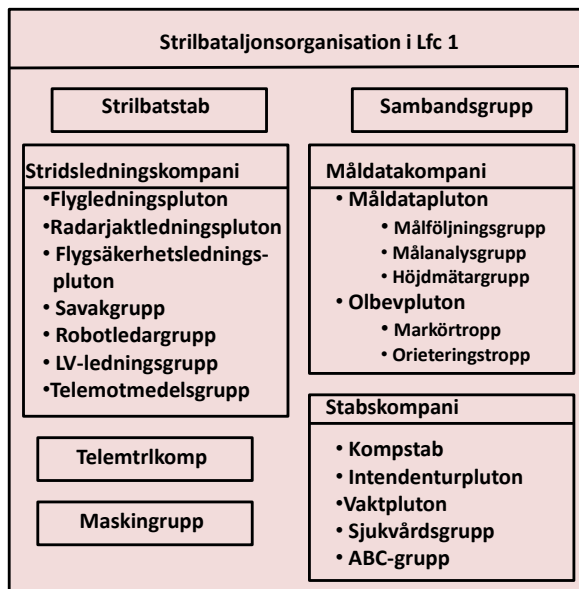 Strilbataljonsorganisation i Lfc 1
Strilbatstab
Sambandsgrupp
Stridsledningskompani
•Flygledningspluton
•Radarjaktledningspluton
• Flygsäkerhetslednings-
pluton
• Savakgrupp
• Robotledargrupp
• LV-ledningsgrupp
•Telemotmedelsgrupp
Måldatakompani
• Måldatapluton
• Målföljningsgrupp
• Målanalysgrupp
• Höjdmätargrupp
• Olbevpluton
• Markörtropp
• Orieteringstropp
Telemtrlkomp
Maskingrupp
Stabskompani
• Kompstab
• Intendenturpluton
•Vaktpluton
• Sjukvårdsgrupp
• ABC-grupp